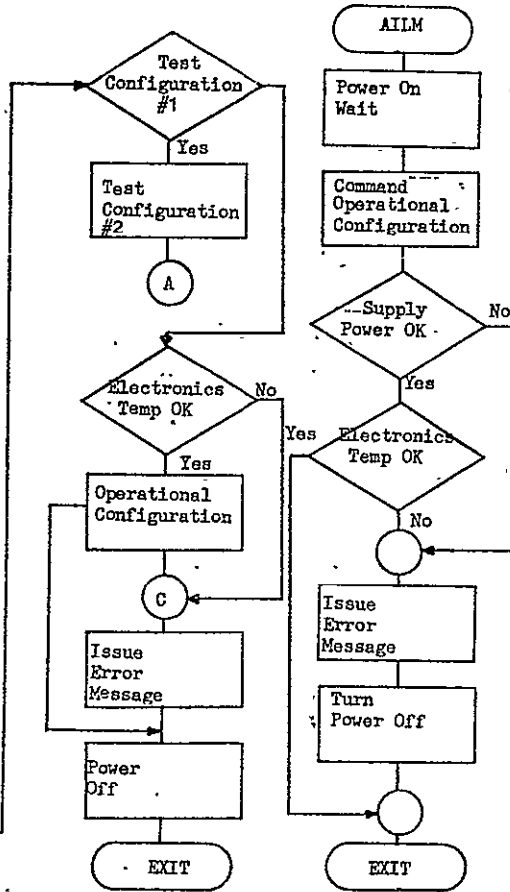 Test
Configuration
#1
Yes
Test
Configuration
#2
A
Electronics
Temp OK
No
Yes
Operational
Configuration
C
Issue
Error
Message
Power
Off
EXIT
AILM
Power On
Wait
Command
Operational
Configuration
Supply
Power OK
No
Yes
Electronics
Temp OK
Yes
No
Issue
Error
Message
Turn
Power Off
EXIT